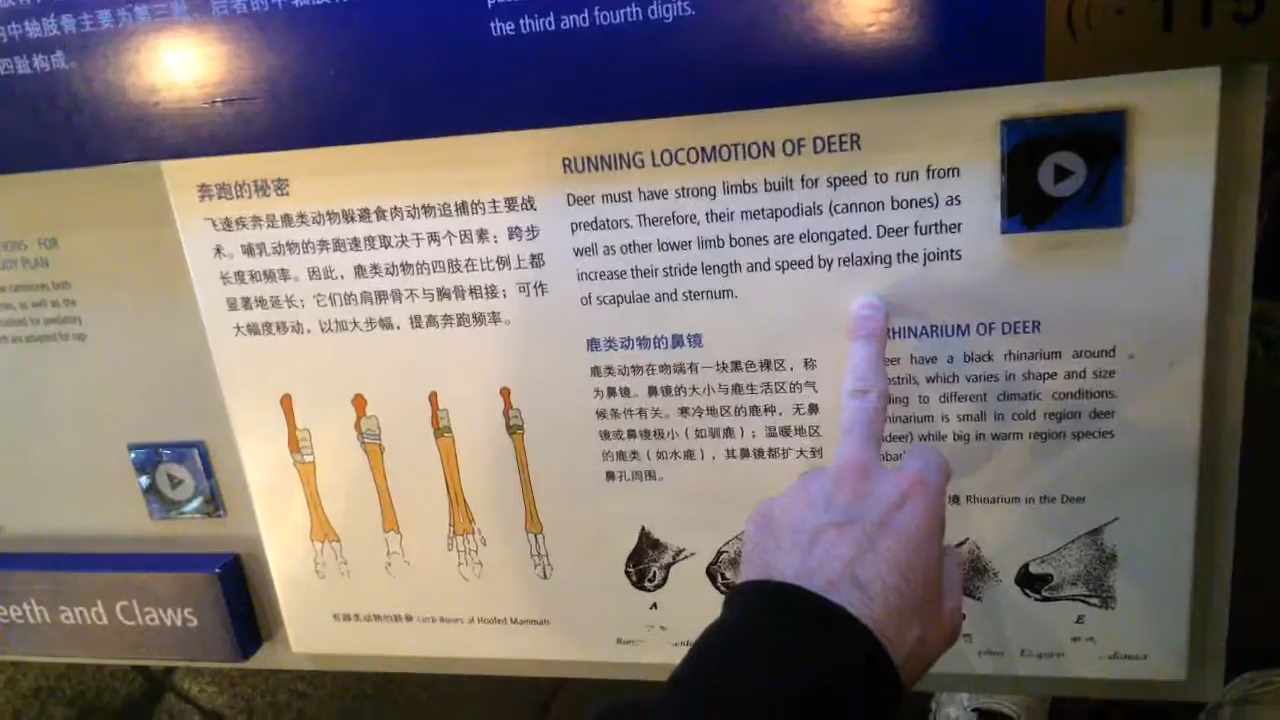 中轴肢骨主要为第三趾，后者的中轴肢
四趾构成。
the third and fourth digits.
115
奔跑的秘密
飞速疾奔是鹿类动物躲避食肉动物追捕的主要战
术。哺乳动物的奔跑速度取决于两个因素：跨步
长度和频率。因此，鹿类动物的四肢在比例上都
显著地延长；它们的肩胛骨不与胸骨相接；可作
大幅度移动，以加大步幅，提高奔跑频率。
RUNNING LOCOMOTION OF DEER
Deer must have strong limbs built for speed to run from
predators. Therefore, their metapodials (cannon bones) as
well as other lower limb bones are elongated. Deer further
increase their stride length and speed by relaxing the joints
of scapulae and sternum.
鹿类动物的鼻镜
鹿类动物在吻端有一块黑色裸区，称
为鼻镜。鼻镜的大小与鹿生活区的气
候条件有关。寒冷地区的鹿种，无鼻
镜或鼻镜极小（如驯鹿）；温暖地区
的鹿类（如水鹿），其鼻镜都扩大到
鼻孔周围。
RHINARIUM OF DEER
eer have a black rhinarium around
ostrils, which varies in shape and size
ding to different climatic conditions.
hinarium is small in cold region deer
deer) while big in warm region species
mbar
镜 Rhinarium in the Deer
A
E
有蹄类动物的肢骨 Limb Bones of Hoofed Mammals
IONS FOR
ODY PLAN
eeth and Claws